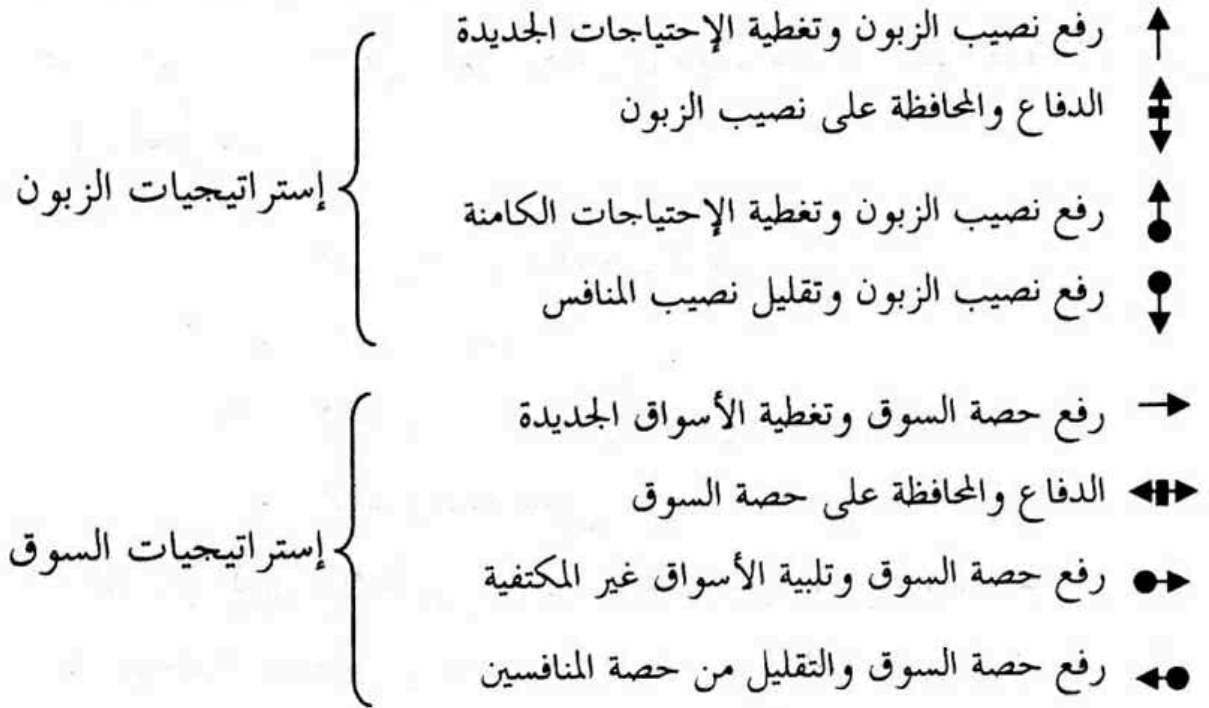 رفع نصيب الزبون وتغطية الإحتياجات الجديدة
الدفاع والمحافظة على نصيب الزبون
إستراتيجيات الزبون
رفع نصيب الزبون وتغطية الإحتياجات الكامنة
رفع نصيب الزبون وتقليل نصيب المنافس
رفع حصة السوق وتغطية الأسواق الجديدة
الدفاع والمحافظة على حصة السوق
إستراتيجيات السوق
رفع حصة السوق وتلبية الأسواق غير المكتفية
رفع حصة السوق والتقليل من حصة المنافسين